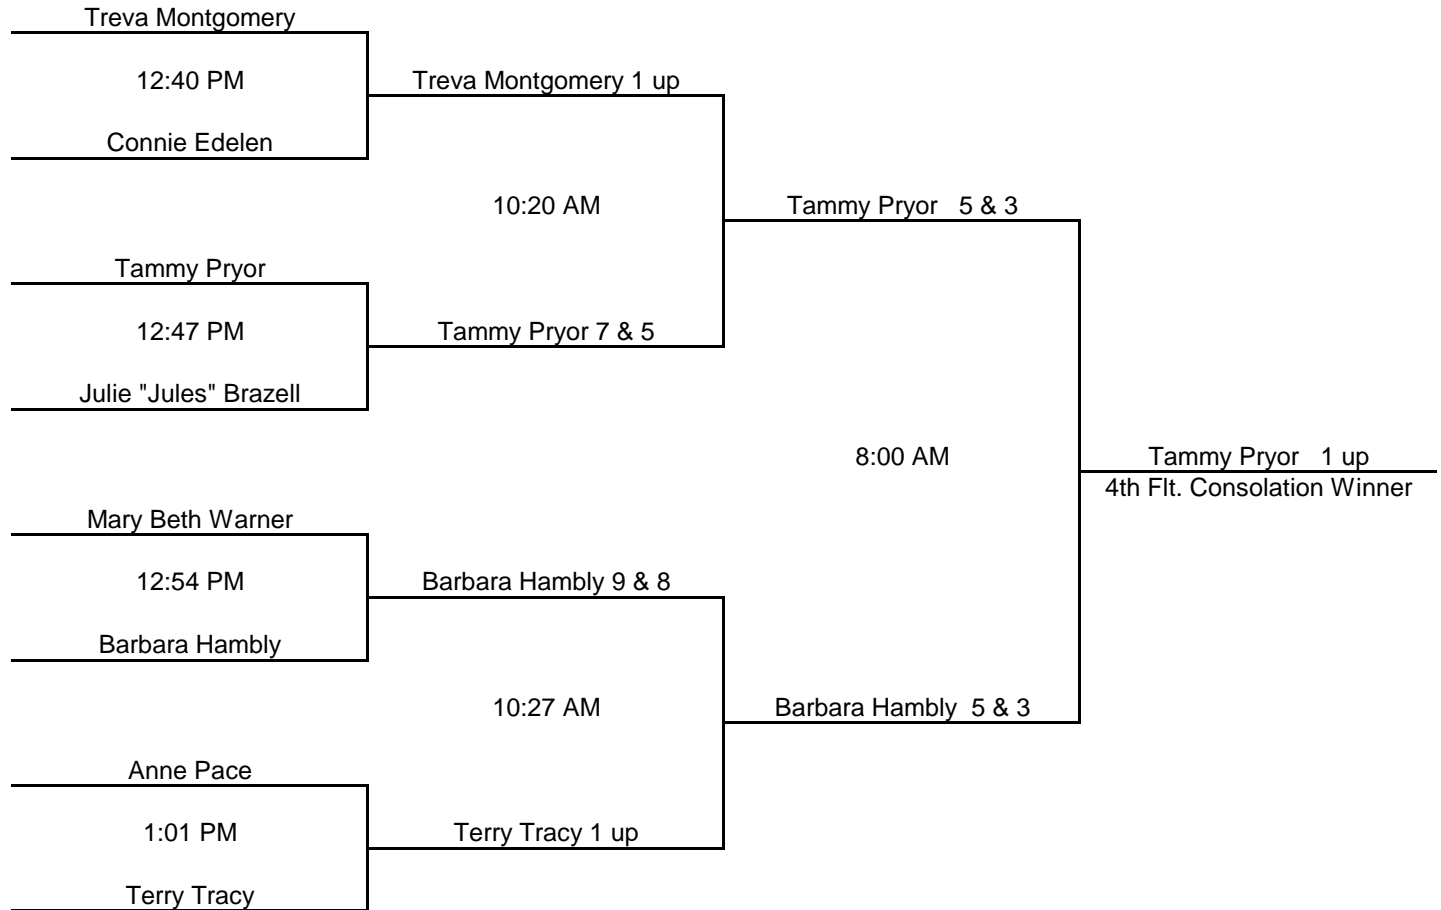 Treva Montgomery
12:40 PM
Treva Montgomery 1 up
Connie Edelen
10:20 AM
Tammy Pryor 5 & 3
Tammy Pryor
12:47 PM
Tammy Pryor 7 & 5
Julie "Jules" Brazell
8:00 AM
Tammy Pryor 1 up
4th Flt. Consolation Winner
Mary Beth Warner
12:54 PM
Barbara Hambly 9 & 8
Barbara Hambly
10:27 AM
Barbara Hambly 5 & 3
Anne Pace
1:01 PM
Terry Tracy 1 up
Terry Tracy